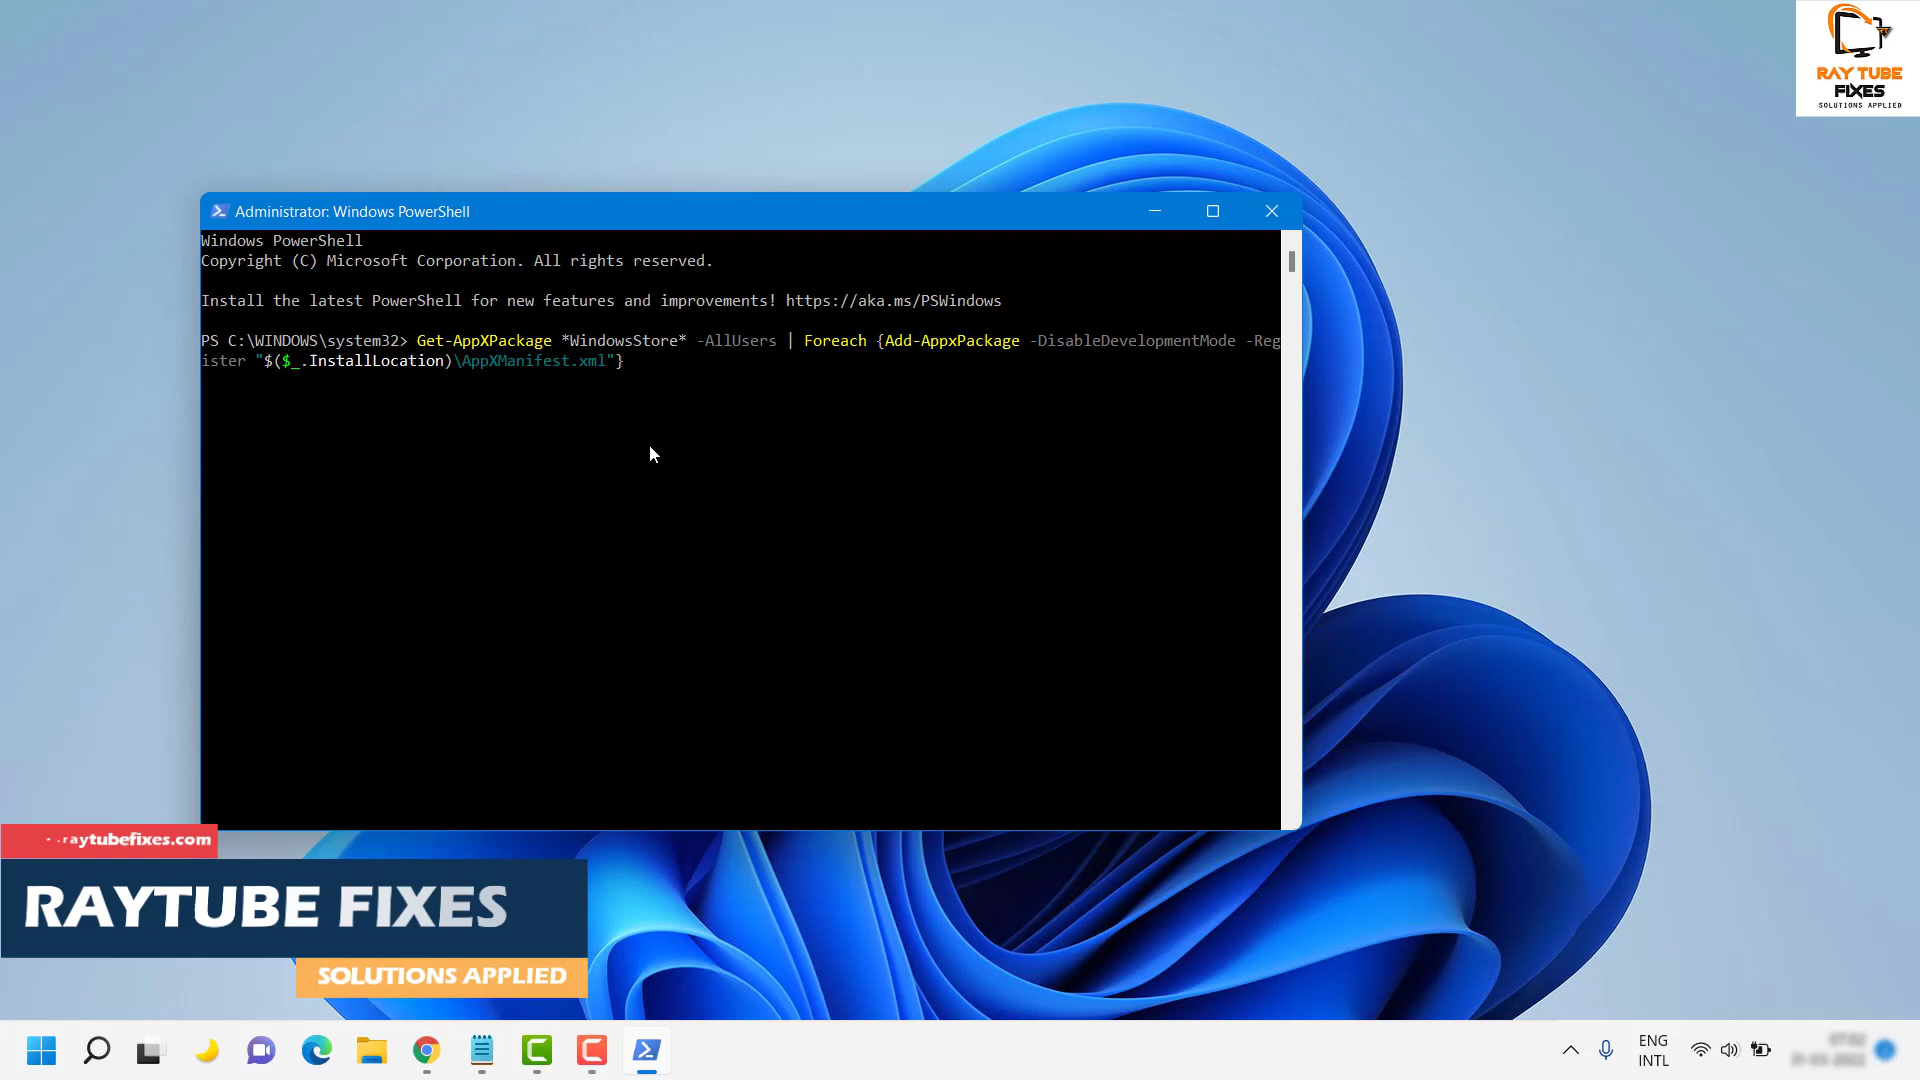 RAY TUBE
FIXES
SOLUTIONS APPLIED
Administrator: Windows PowerShell
Windows PowerShell
Copyright (C) Microsoft Corporation. All rights reserved.
Install the latest PowerShell for new features and improvements! https://aka.ms/PSWindows
PS C:\WINDOWS\system32> Get-AppXPackage *WindowsStore* -AllUsers | Foreach {Add-AppxPackage -DisableDevelopmentMode -Reg
ister "$($_.InstallLocation)\AppXManifest.xml"}
raytubefixes.com
RAYTUBE FIXES
SOLUTIONS APPLIED
ENG
INTL